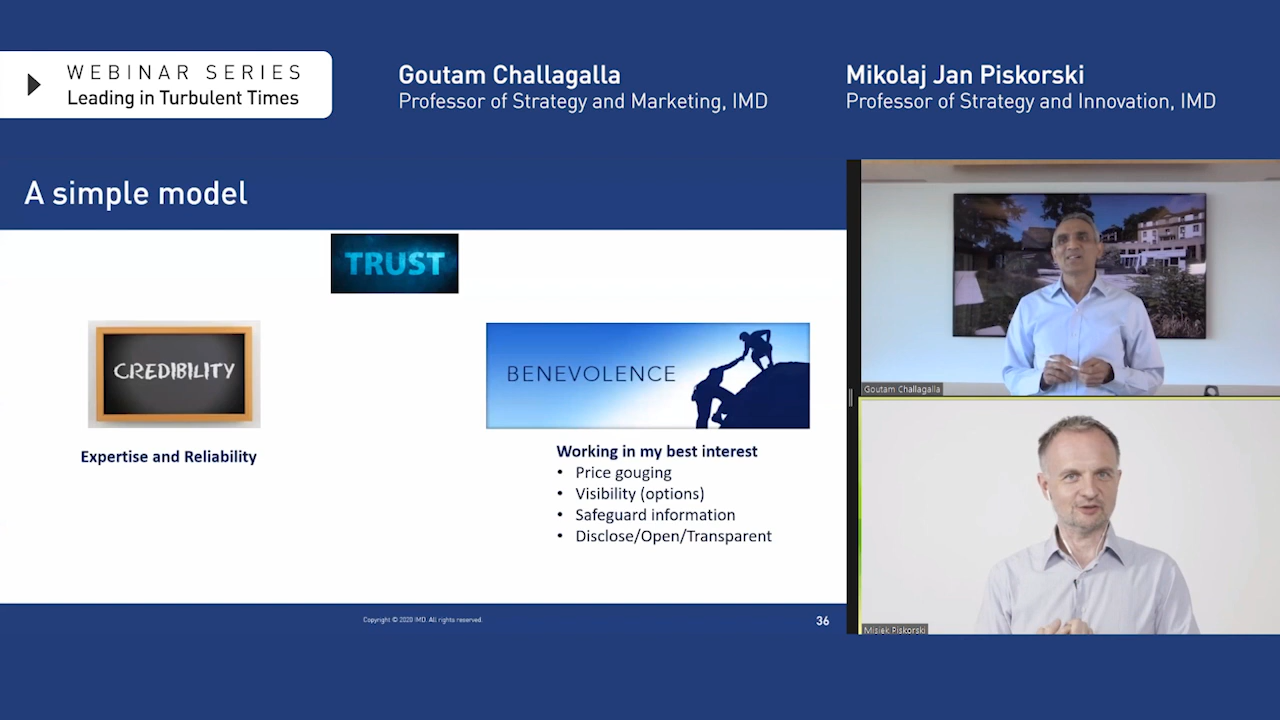 WEBINAR SERIES
Leading in Turbulent Times
Goutam Challagalla
Professor of Strategy and Marketing, IMD
Mikolaj Jan Piskorski
Professor of Strategy and Innovation, IMD
A simple model
TRUST
CREDIBILITY
BENEVOLENCE
Expertise and Reliability
Working in my best interest
• Price gouging
• Visibility (options)
• Safeguard information
• Disclose/Open/Transparent
Copyright © 2020 IMD. All rights reserved.
36
Goutam Challagalla
Misiek Piskorski